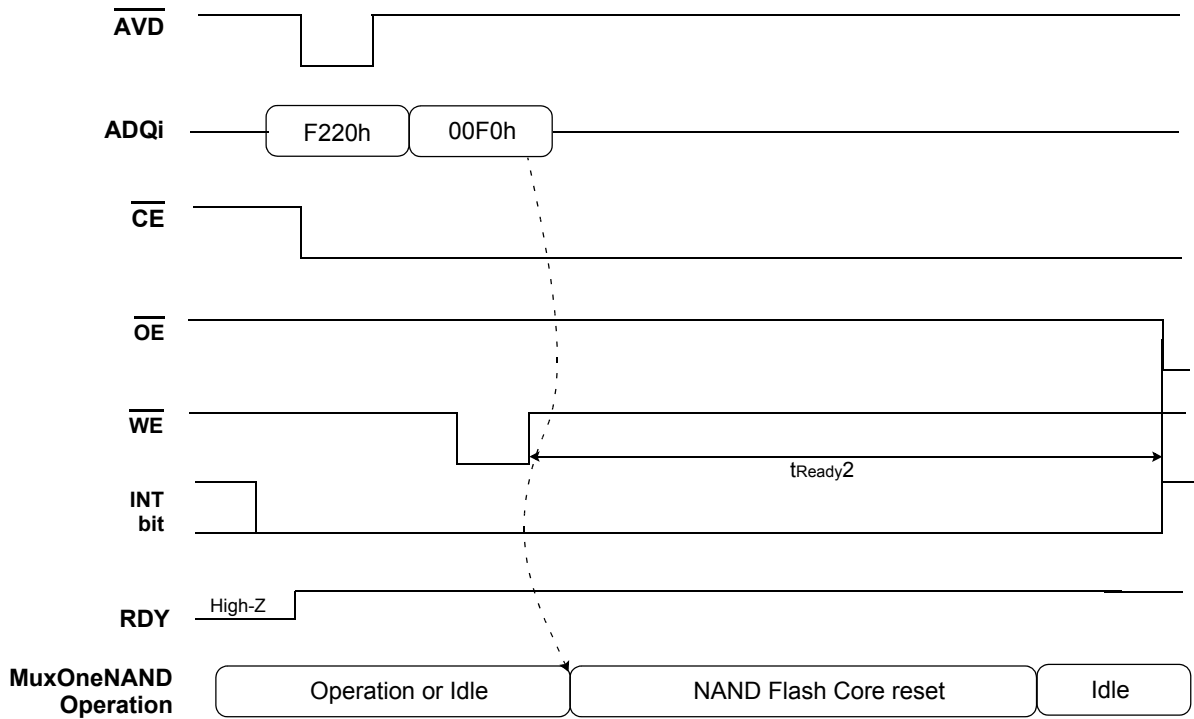 AVD
ADQi
F220h
00F0h
CE
OE
WE
tReady2
INT
bit
High-Z
RDY
MuxOneNAND
Operation
Operation or Idle
NAND Flash Core reset
Idle